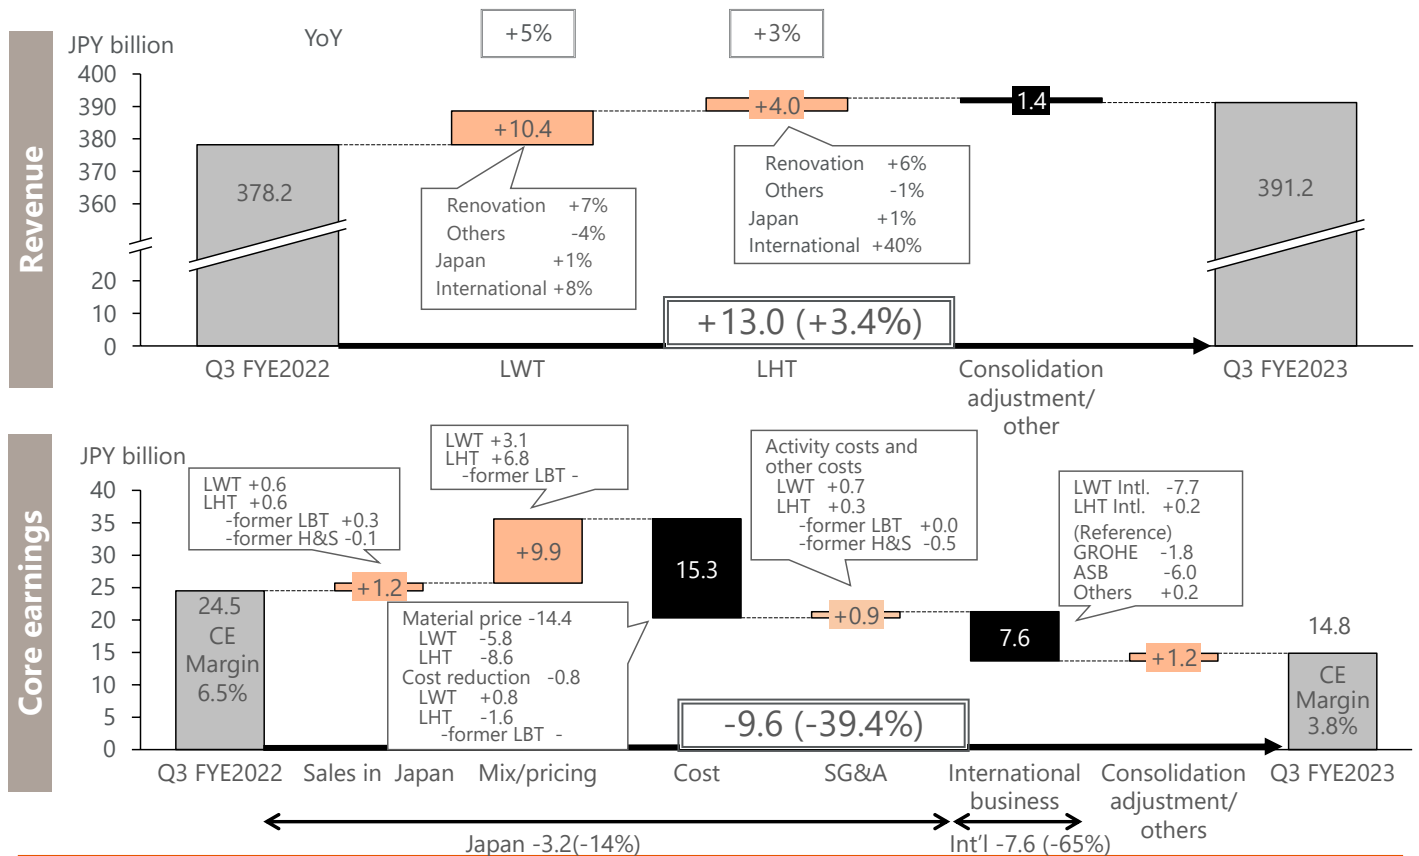 Revenue
JPY billion
YoY
+5%
+3%
400
390
380
370
360
20
10
0
378.2
+10.4
+4.0
1.4
391.2
Renovation +7%
Others -4%
Japan +1%
International +8%
Renovation +6%
Others -1%
Japan +1%
International +40%
+13.0 (+3.4%)
Q3 FYE2022
LWT
LHT
Consolidation
adjustment/
other
Q3 FYE2023
Core earnings
JPY billion
40
35
30
25
20
15
10
5
0
LWT +0.6
LHT +0.6
-former LBT +0.3
-former H&S -0.1
LWT +3.1
LHT +6.8
-former LBT -
Activity costs and
other costs
LWT +0.7
LHT +0.3
-former LBT +0.0
-former H&S -0.5
LWT Intl. -7.7
LHT Intl. +0.2
(Reference)
GROHE -1.8
ASB -6.0
Others +0.2
24.5
CE
Margin
6.5%
+1.2
+9.9
15.3
+0.9
7.6
+1.2
14.8
CE
Margin
3.8%
Material price -14.4
LWT -5.8
LHT -8.6
Cost reduction -0.8
LWT +0.8
LHT -1.6
-former LBT -
-9.6 (-39.4%)
Q3 FYE2022
Sales in Japan
Mix/pricing
Cost
SG&A
International
business
Consolidation
adjustment/
others
Q3 FYE2023
Japan -3.2(-14%)
Int'l -7.6 (-65%)